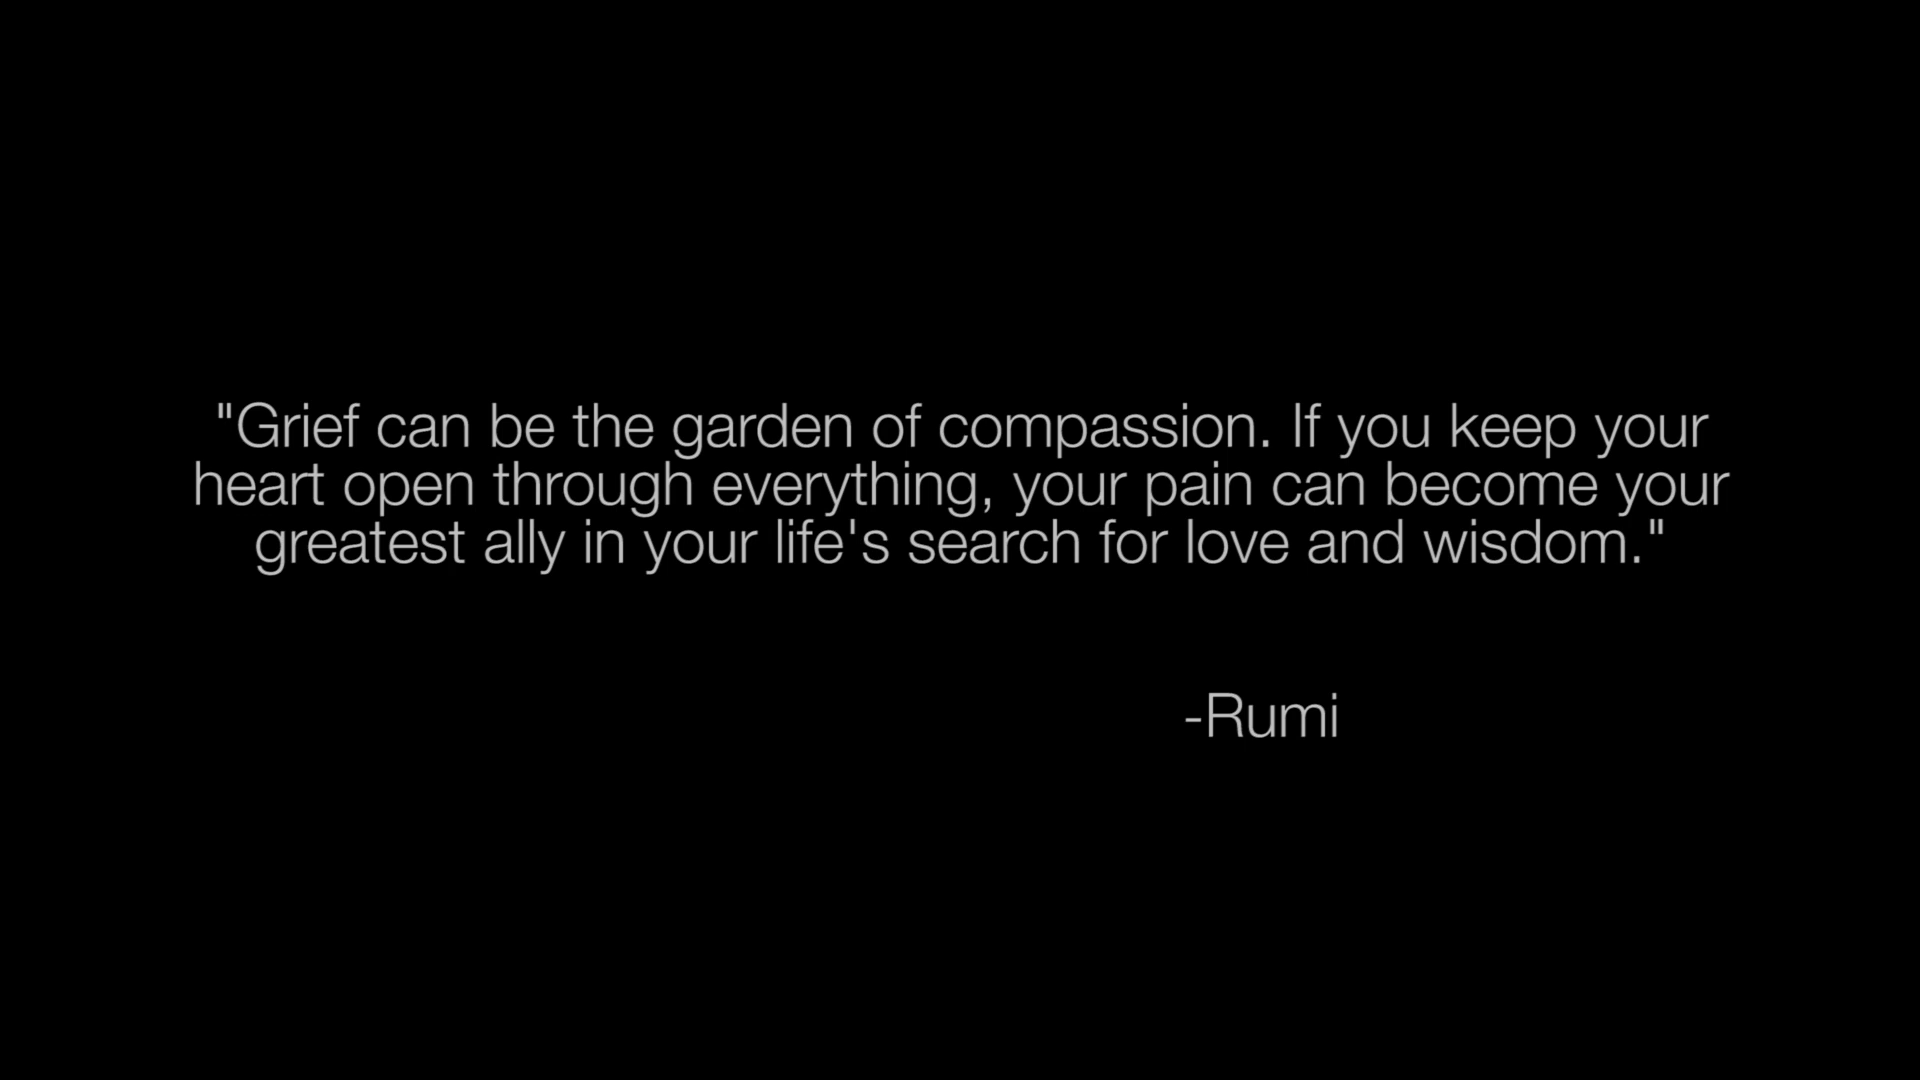 "Grief can be the garden of compassion. If you keep your
heart open through everything, your pain can become your
greatest ally in your life's search for love and wisdom."
-Rumi